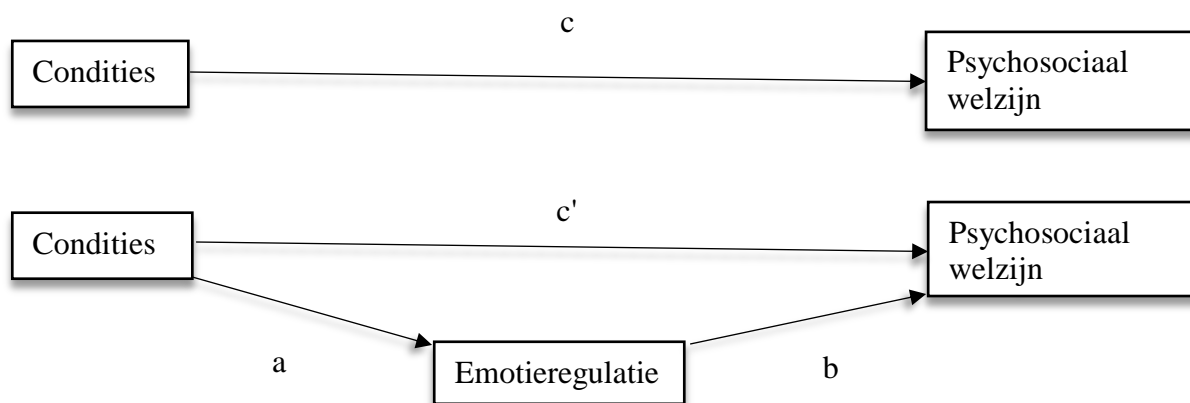 c
Condities
Psychosociaal
welzijn
c'
Condities
Psychosociaal
welzijn
a
Emotieregulatie
b